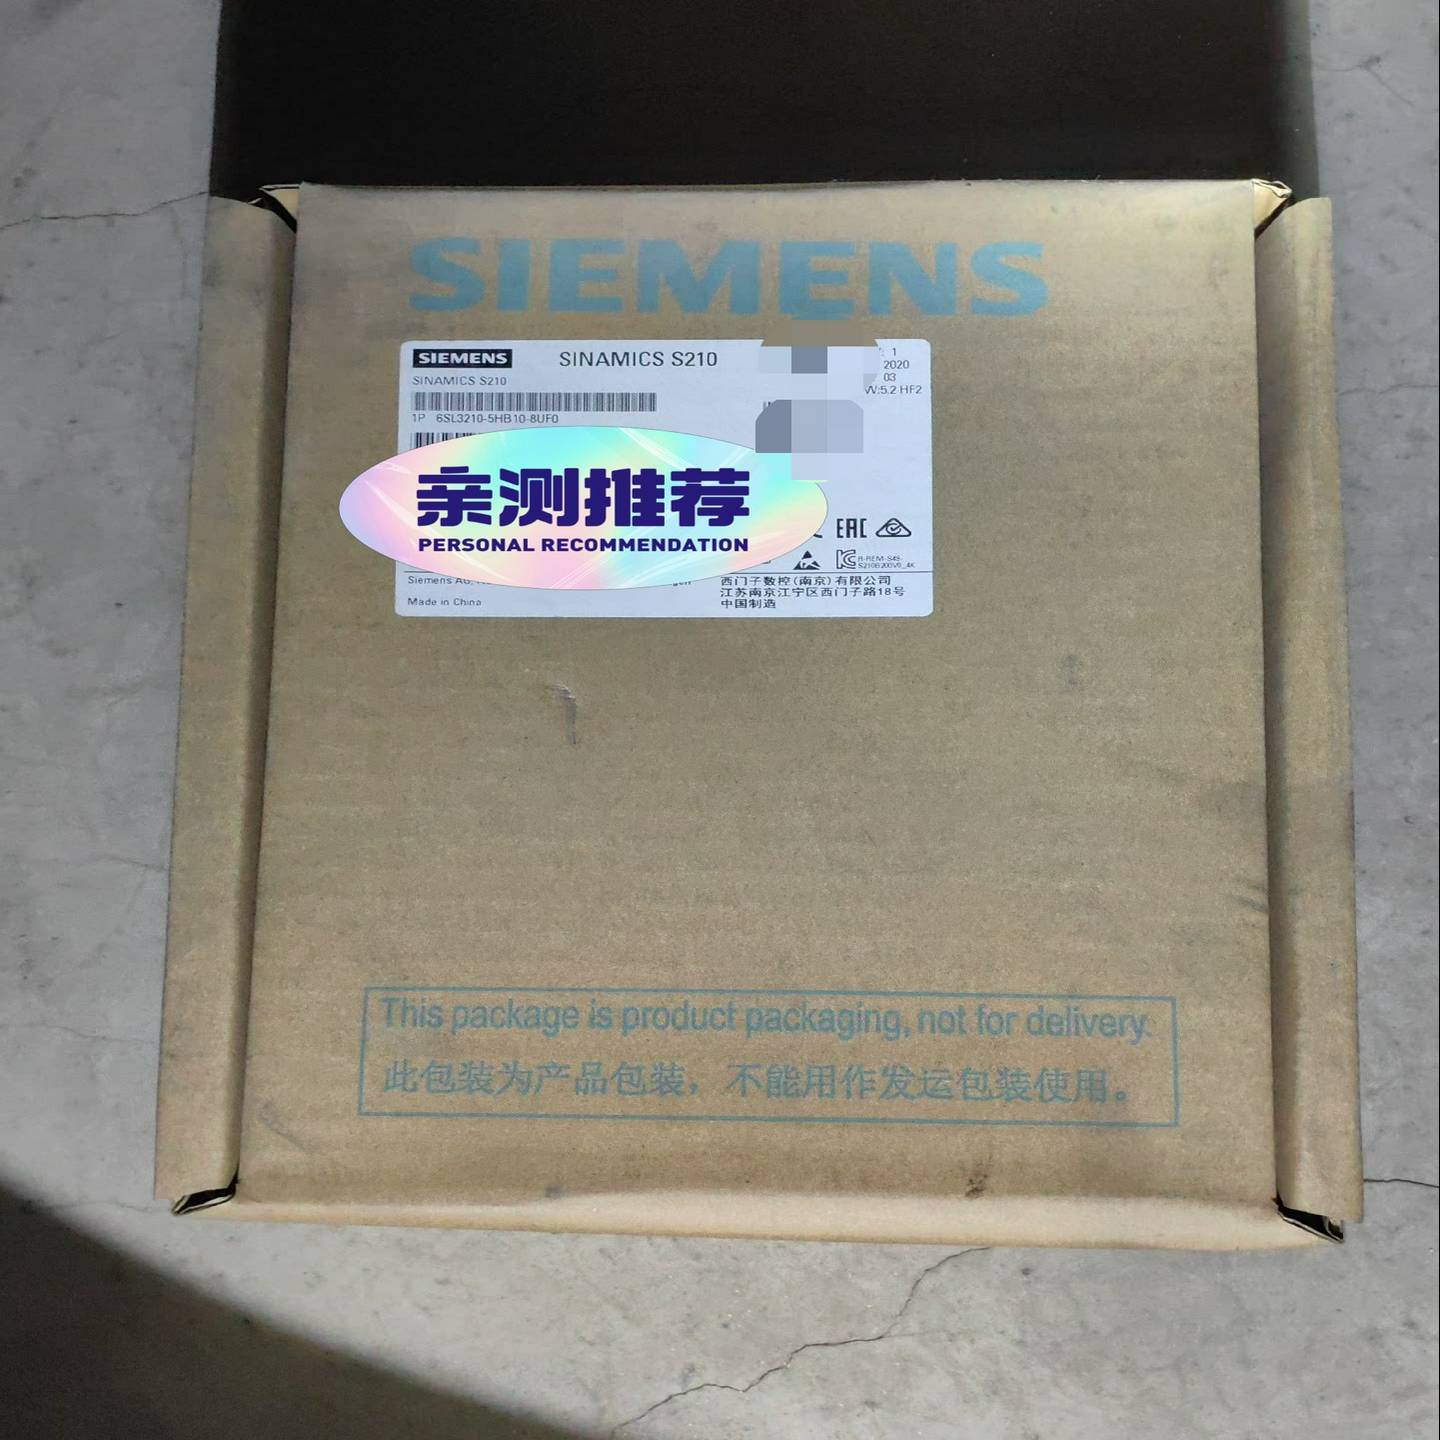 SIEMENS
SIEMENS SINAMICS S210
SINAMICS S210
: 1
2020
03
W:5.2 HF2
1P 6SL3210-5HB10-8UF0
亲测推荐
PERSONAL RECOMMENDATION
EAC
R-REM-S49-
S210B200V0_4K
Siemens AG,
Made in China
西门子数控(南京)有限公司
江苏南京江宁区西门子路18号
中国制造
This package is product packaging, not for delivery.
此包装为产品包装，不能用作发运包装使用。